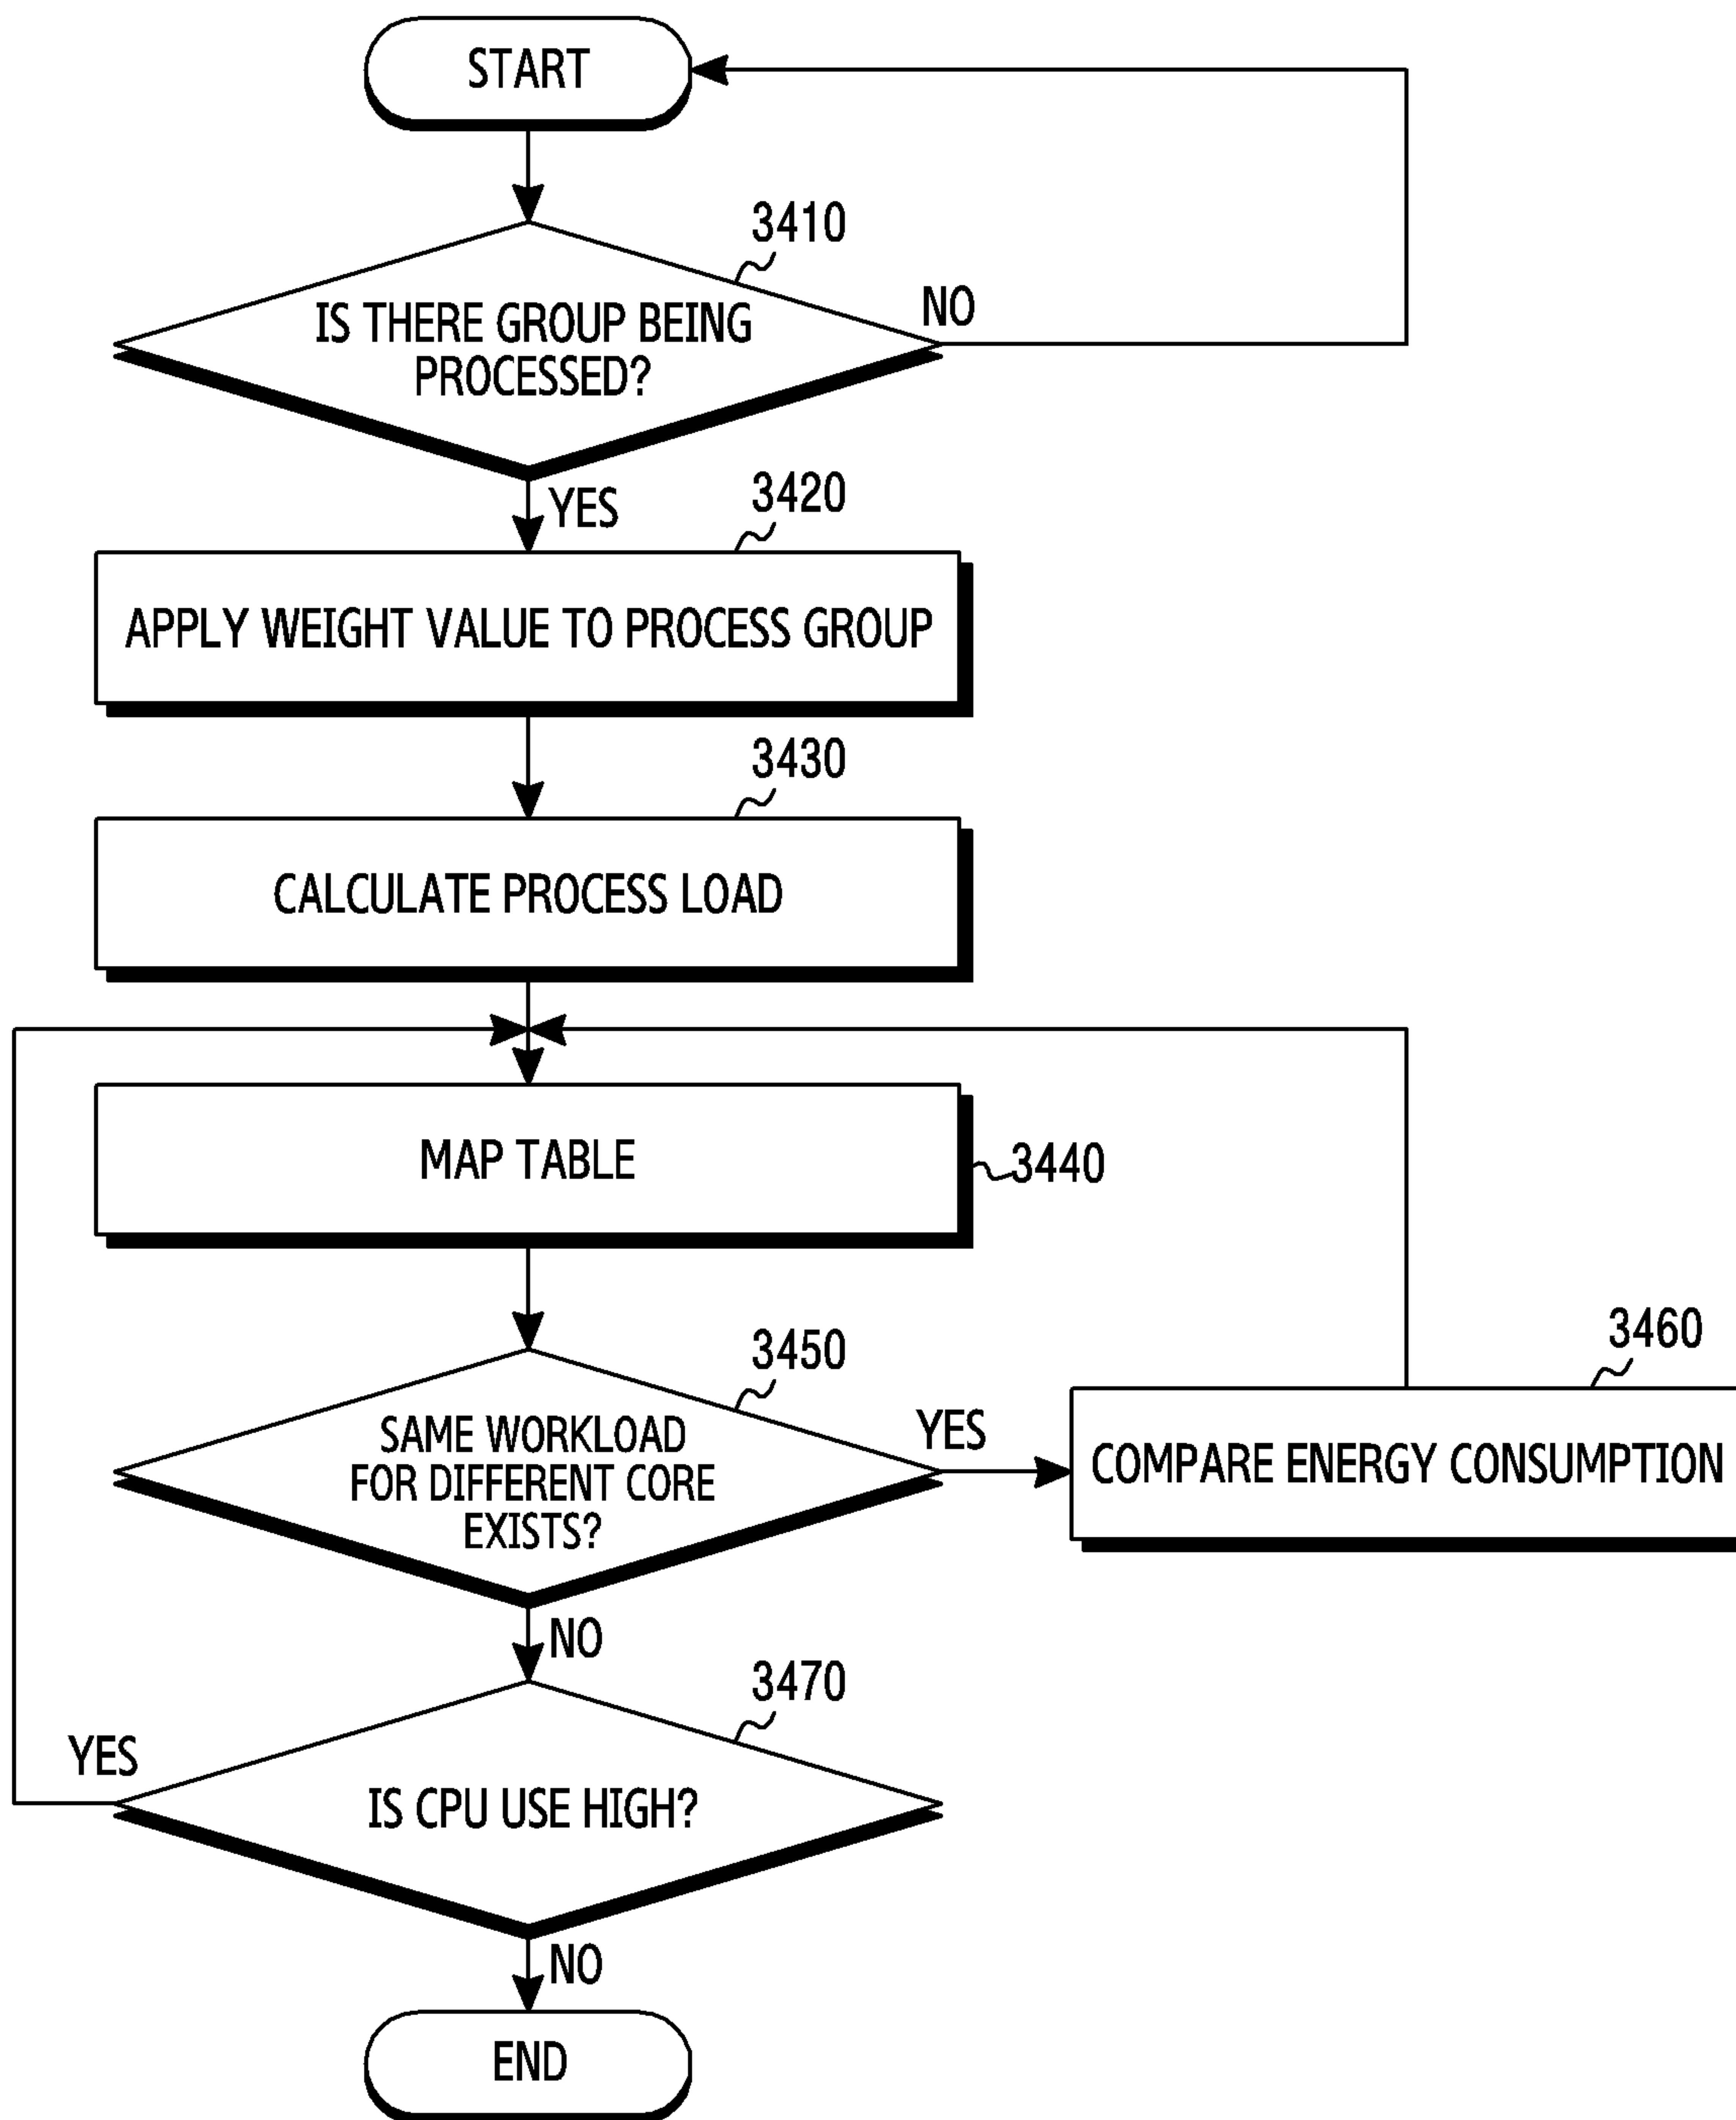 START
3410
IS THERE GROUP BEING
PROCESSED?
NO
YES
3420
APPLY WEIGHT VALUE TO PROCESS GROUP
3430
CALCULATE PROCESS LOAD
MAP TABLE
3440
3450
SAME WORKLOAD
FOR DIFFERENT CORE
EXISTS?
YES
3460
COMPARE ENERGY CONSUMPTION
NO
3470
YES
IS CPU USE HIGH?
NO
END